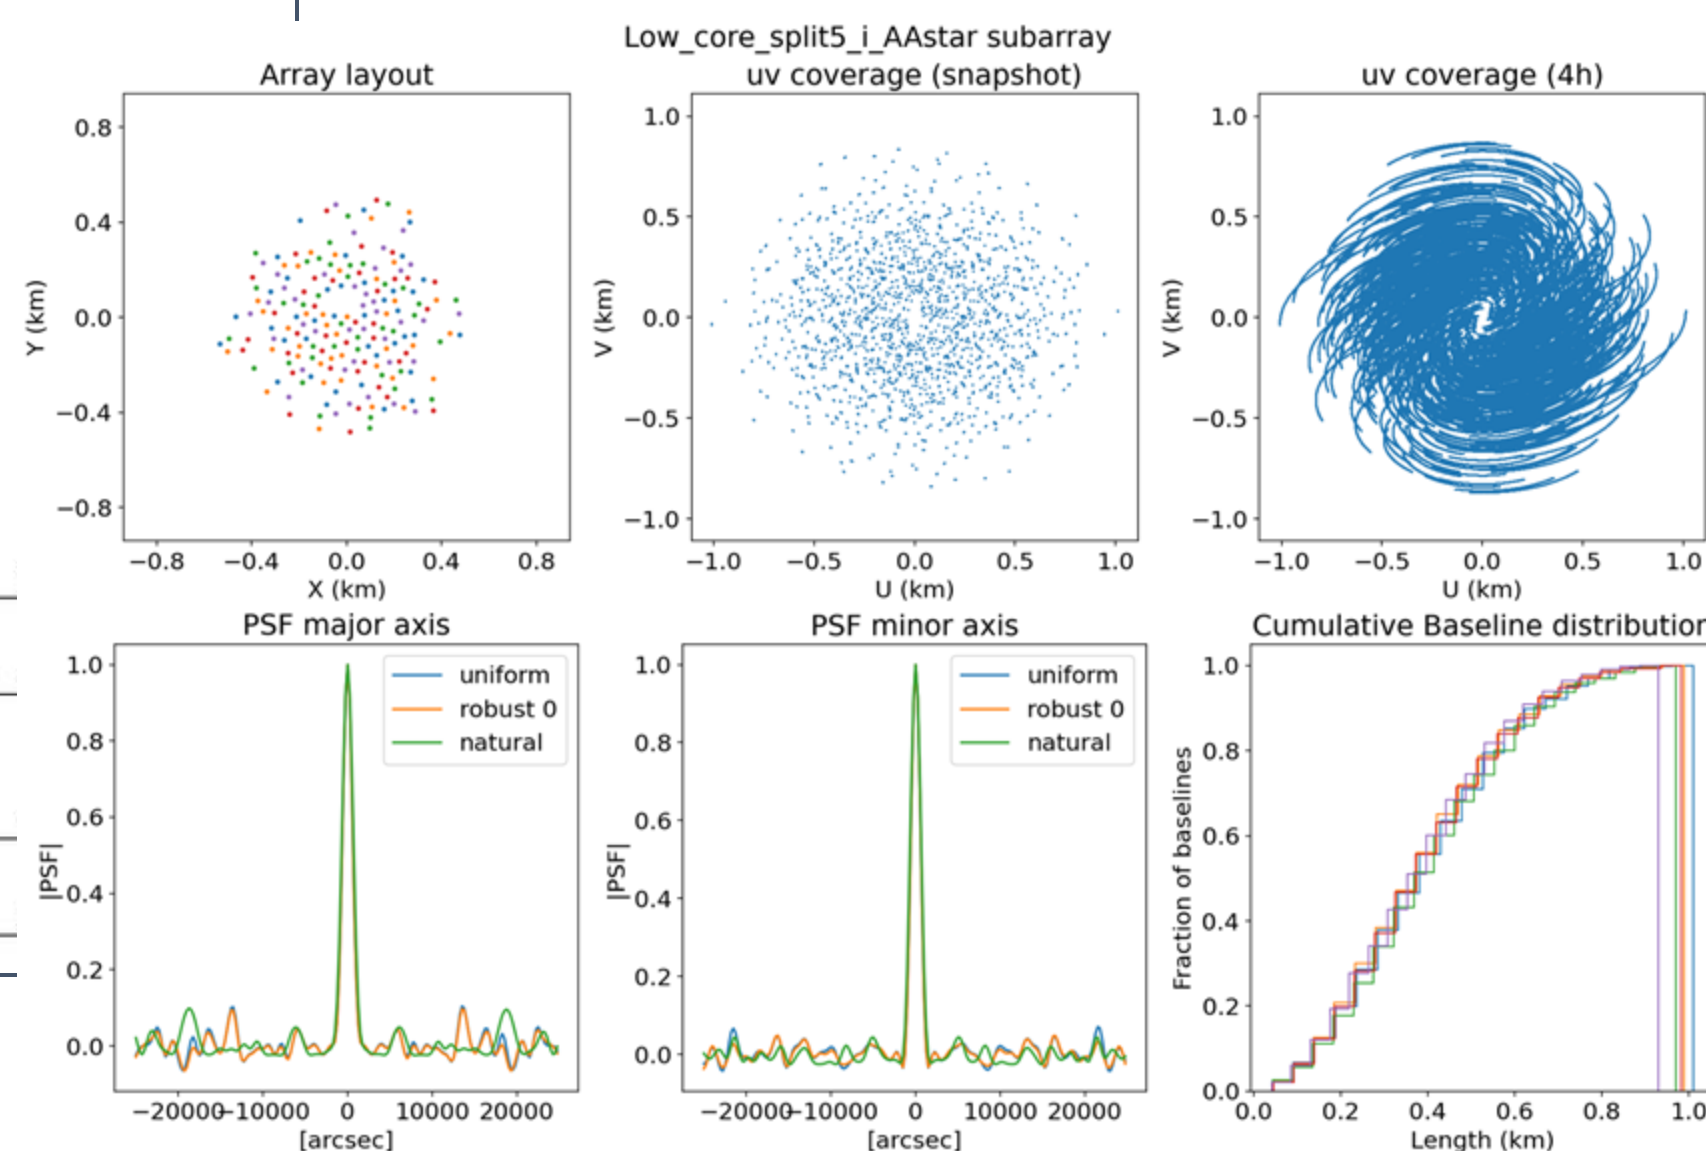 Low_core_split5_i_AAstar subarray
Array layout
uv coverage (snapshot)
uv coverage (4h)
0.8
0.4
0.0
−0.4
−0.8
Y (km)
−0.8 −0.4 0.0 0.4 0.8
X (km)
1.0
0.5
0.0
−0.5
−1.0
V (km)
−1.0 −0.5 0.0 0.5 1.0
U (km)
1.0
0.5
0.0
−0.5
−1.0
V (km)
−1.0 −0.5 0.0 0.5 1.0
U (km)
PSF major axis
1.0
0.8
0.6
0.4
0.2
0.0
|PSF|
uniform
robust 0
natural
−20000 −10000 0 10000 20000
[arcsec]
PSF minor axis
1.0
0.8
0.6
0.4
0.2
0.0
|PSF|
uniform
robust 0
natural
−20000 −10000 0 10000 20000
[arcsec]
Cumulative Baseline distribution
1.0
0.8
0.6
0.4
0.2
0.0
Fraction of baselines
0.0 0.2 0.4 0.6 0.8 1.0
Length (km)